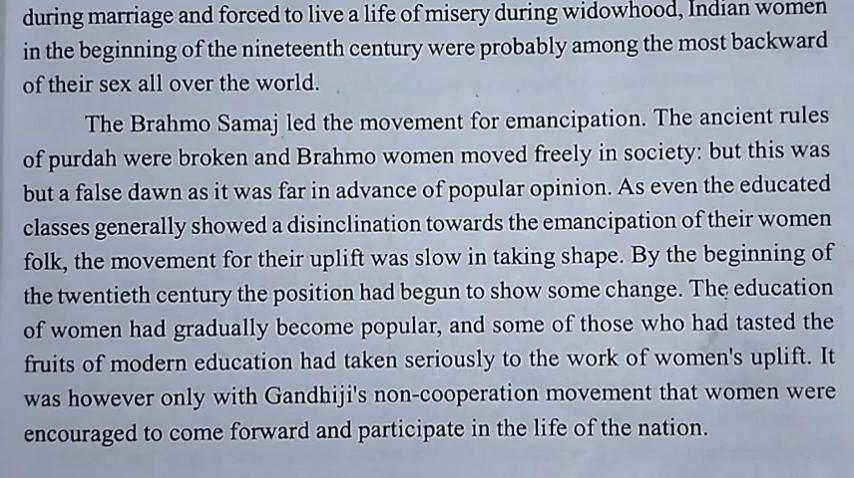 during marriage and forced to live a life of misery during widowhood, Indian women
in the beginning of the nineteenth century were probably among the most backward
of their sex all over the world.
The Brahmo Samaj led the movement for emancipation. The ancient rules
of purdah were broken and Brahmo women moved freely in society: but this was
but a false dawn as it was far in advance of popular opinion. As even the educated
classes generally showed a disinclination towards the emancipation of their women
folk, the movement for their uplift was slow in taking shape. By the beginning of
the twentieth century the position had begun to show some change. The education
of women had gradually become popular, and some of those who had tasted the
fruits of modern education had taken seriously to the work of women's uplift. It
was however only with Gandhiji's non-cooperation movement that women were
encouraged to come forward and participate in the life of the nation.